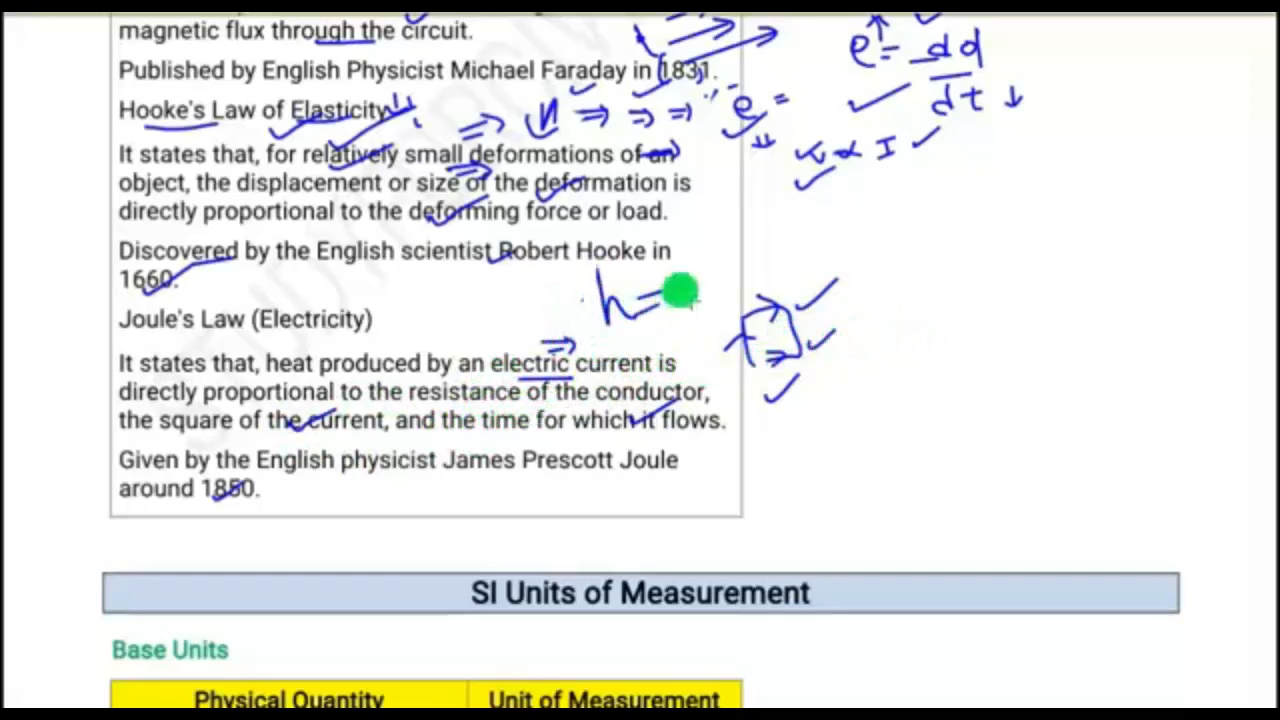 magnetic flux through the circuit.
Published by English Physicist Michael Faraday in 1831.
e = dd
dt
Hooke's Law of Elasticity
e =
It states that, for relatively small deformations of an
object, the displacement or size of the deformation is
directly proportional to the deforming force or load.
Discovered by the English scientist Robert Hooke in
1660.
h =
Joule's Law (Electricity)
It states that, heat produced by an electric current is
directly proportional to the resistance of the conductor,
the square of the current, and the time for which it flows.
Given by the English physicist James Prescott Joule
around 1850.
SI Units of Measurement
Base Units
Physical Quantity Unit of Measurement